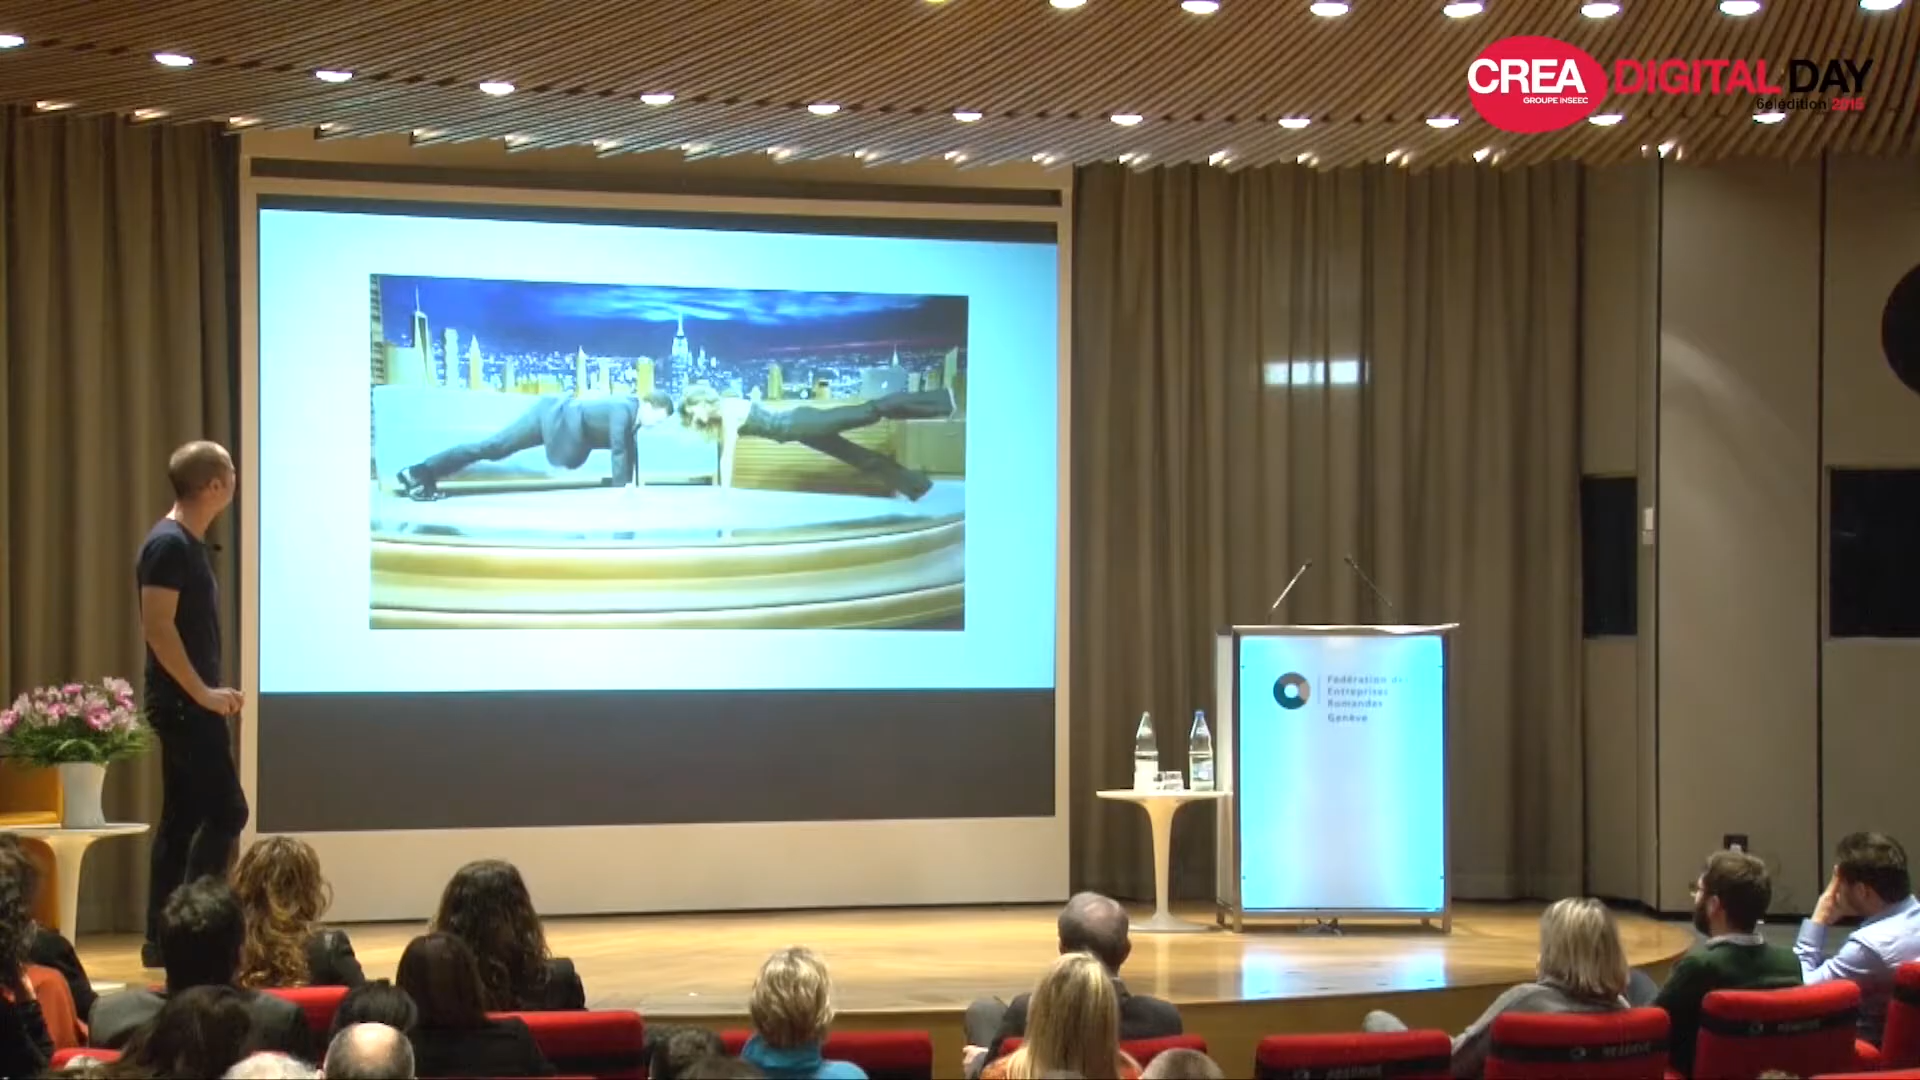 CREA DIGITAL DAY
GROUPE INSEEC
6e édition 2015
Fédération des
Entreprises
Romandes
Genève